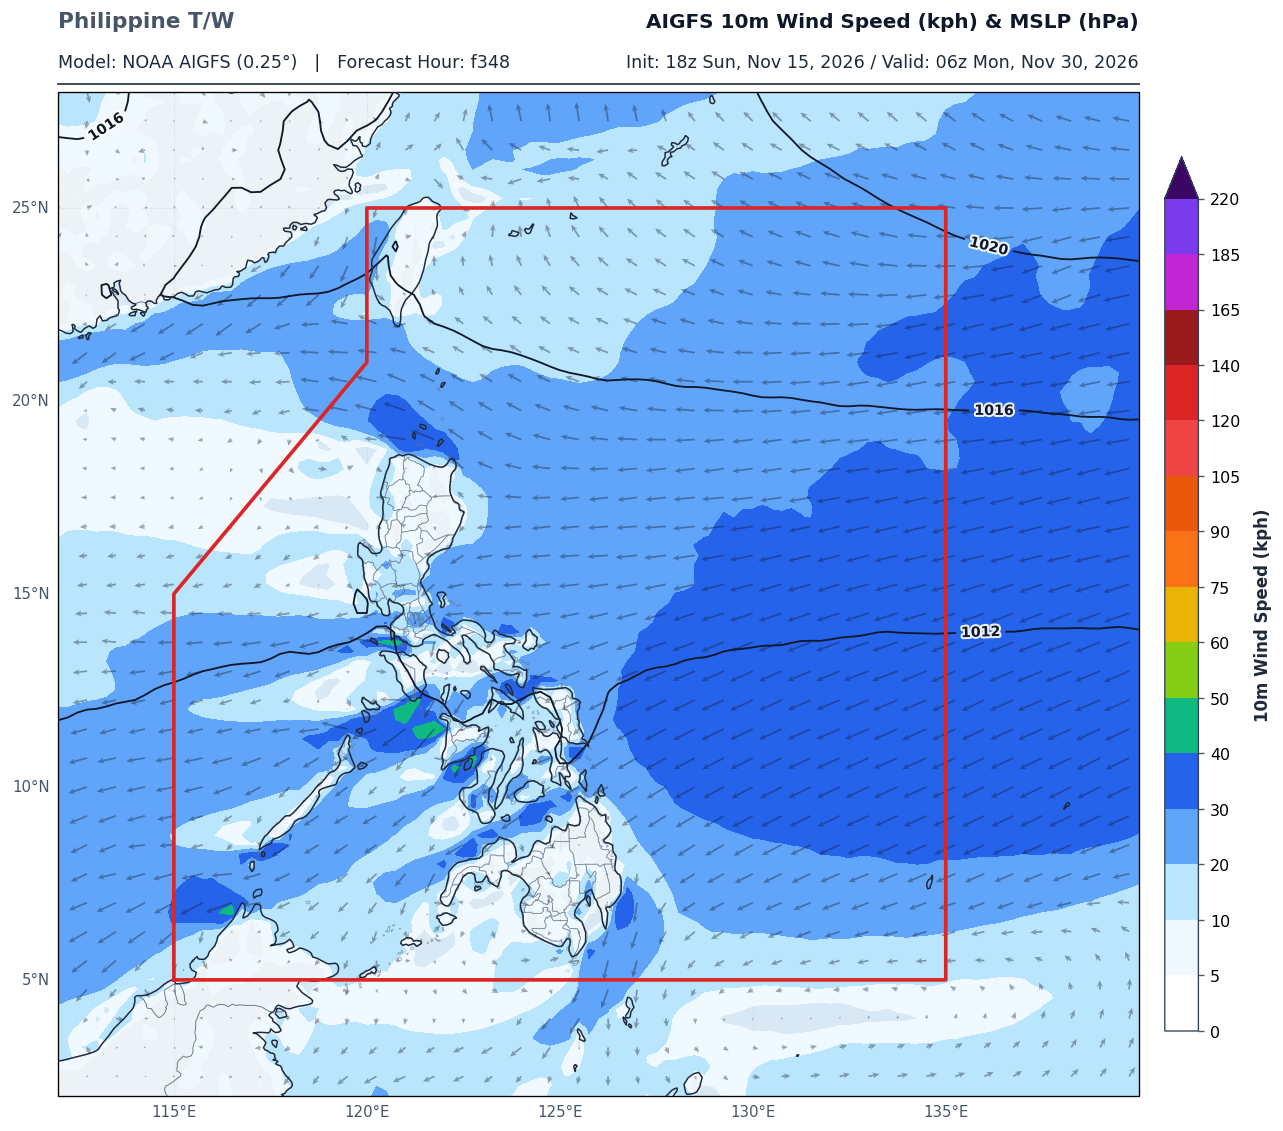 Philippine T/W
AIGFS 10m Wind Speed (kph) & MSLP (hPa)
Model: NOAA AIGFS (0.25°)   |   Forecast Hour: f348
Init: 18z Sun, Nov 15, 2026 / Valid: 06z Mon, Nov 30, 2026
1016
1020
1016
1012
25°N
20°N
15°N
10°N
5°N
115°E
120°E
125°E
130°E
135°E
220
185
165
140
120
105
90
75
60
50
40
30
20
10
5
0
10m Wind Speed (kph)